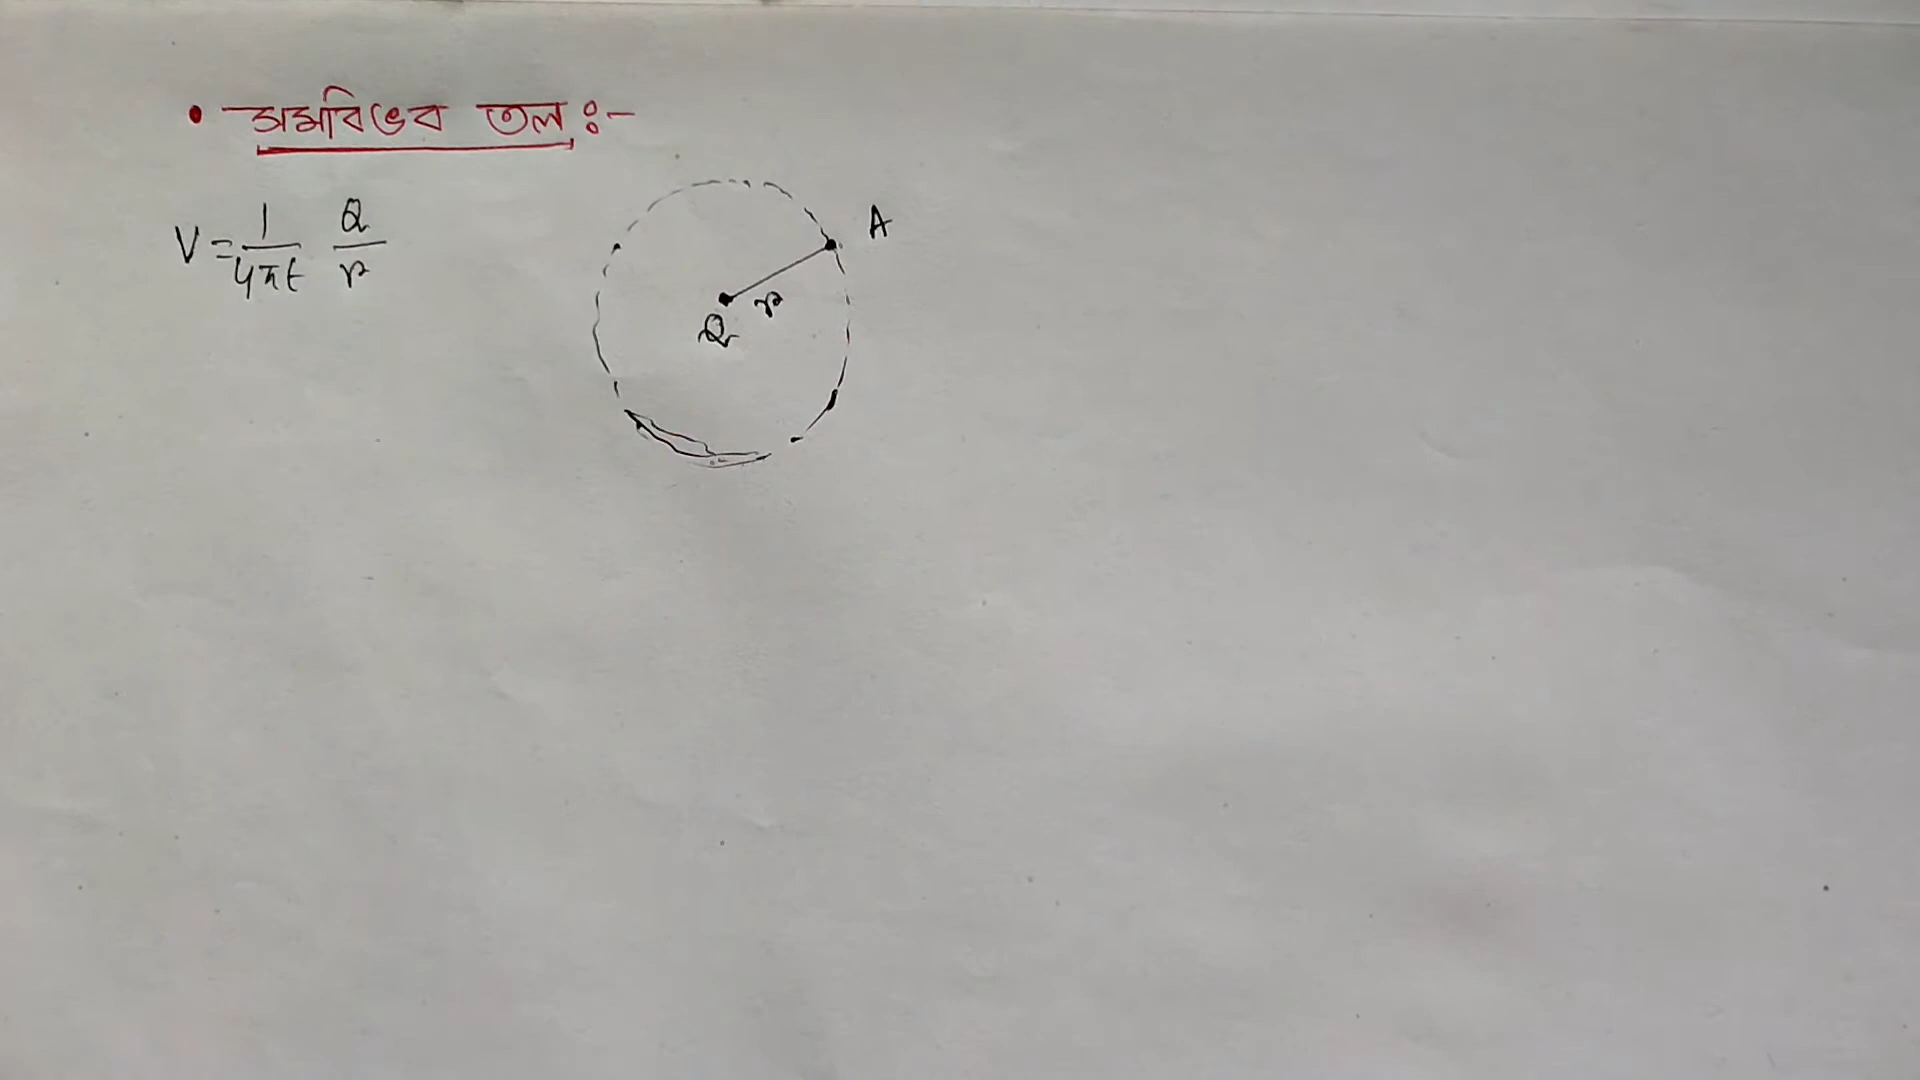 • সমবিভব তল :-
V = 1/4πε Q/r
A
r
Q